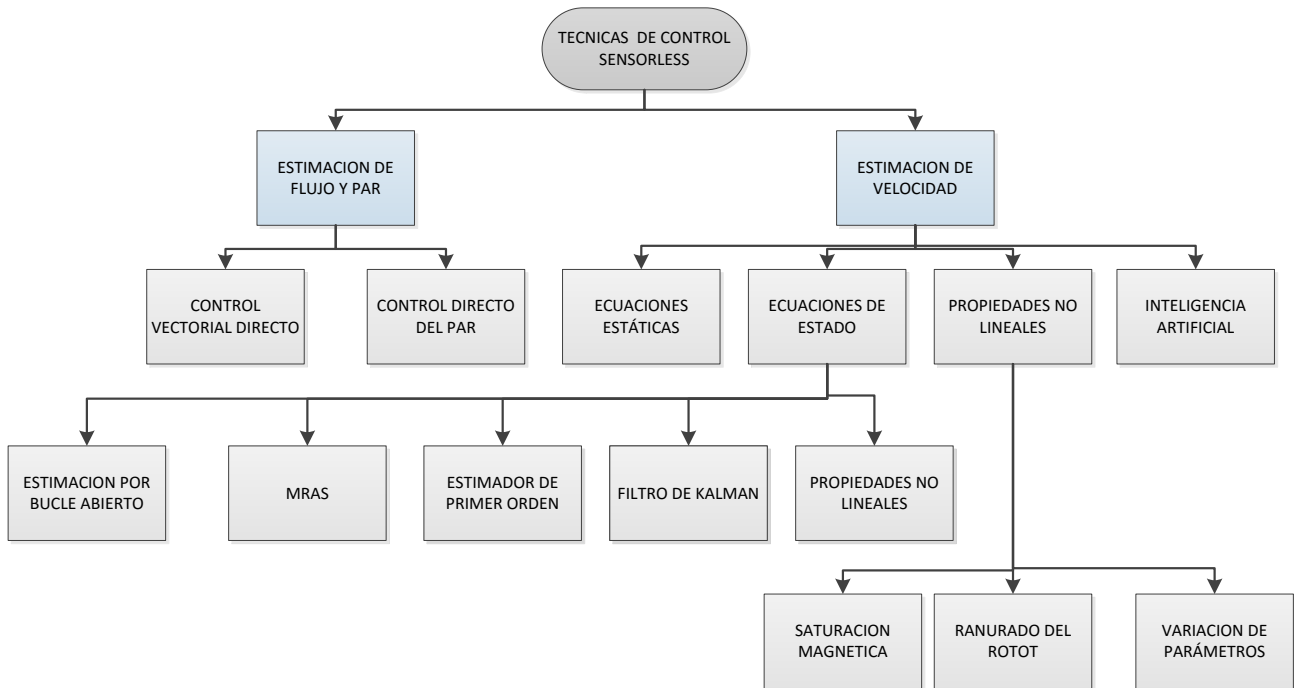 TECNICAS DE CONTROL
SENSORLESS
ESTIMACION DE
FLUJO Y PAR
ESTIMACION DE
VELOCIDAD
CONTROL
VECTORIAL DIRECTO
CONTROL DIRECTO
DEL PAR
ECUACIONES
ESTÁTICAS
ECUACIONES DE
ESTADO
PROPIEDADES NO
LINEALES
INTELIGENCIA
ARTIFICIAL
ESTIMACION POR
BUCLE ABIERTO
MRAS
ESTIMADOR DE
PRIMER ORDEN
FILTRO DE KALMAN
PROPIEDADES NO
LINEALES
SATURACION
MAGNETICA
RANURADO DEL
ROTOT
VARIACION DE
PARÁMETROS